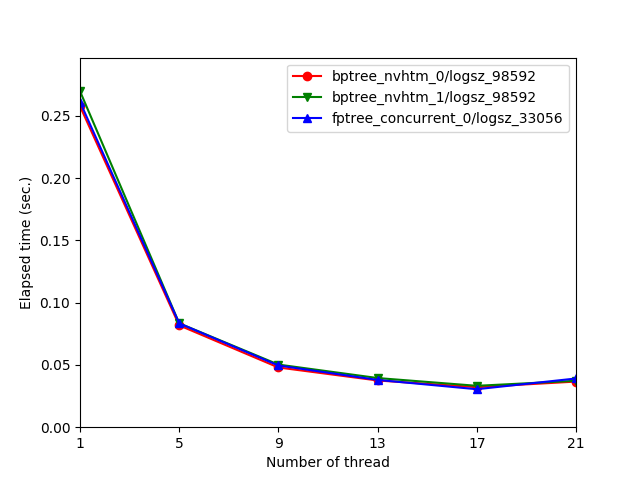 bptree_nvhtm_0/logsz_98592
bptree_nvhtm_1/logsz_98592
fptree_concurrent_0/logsz_33056
Elapsed time (sec.)
0.25
0.20
0.15
0.10
0.05
0.00
1 5 9 13 17 21
Number of thread